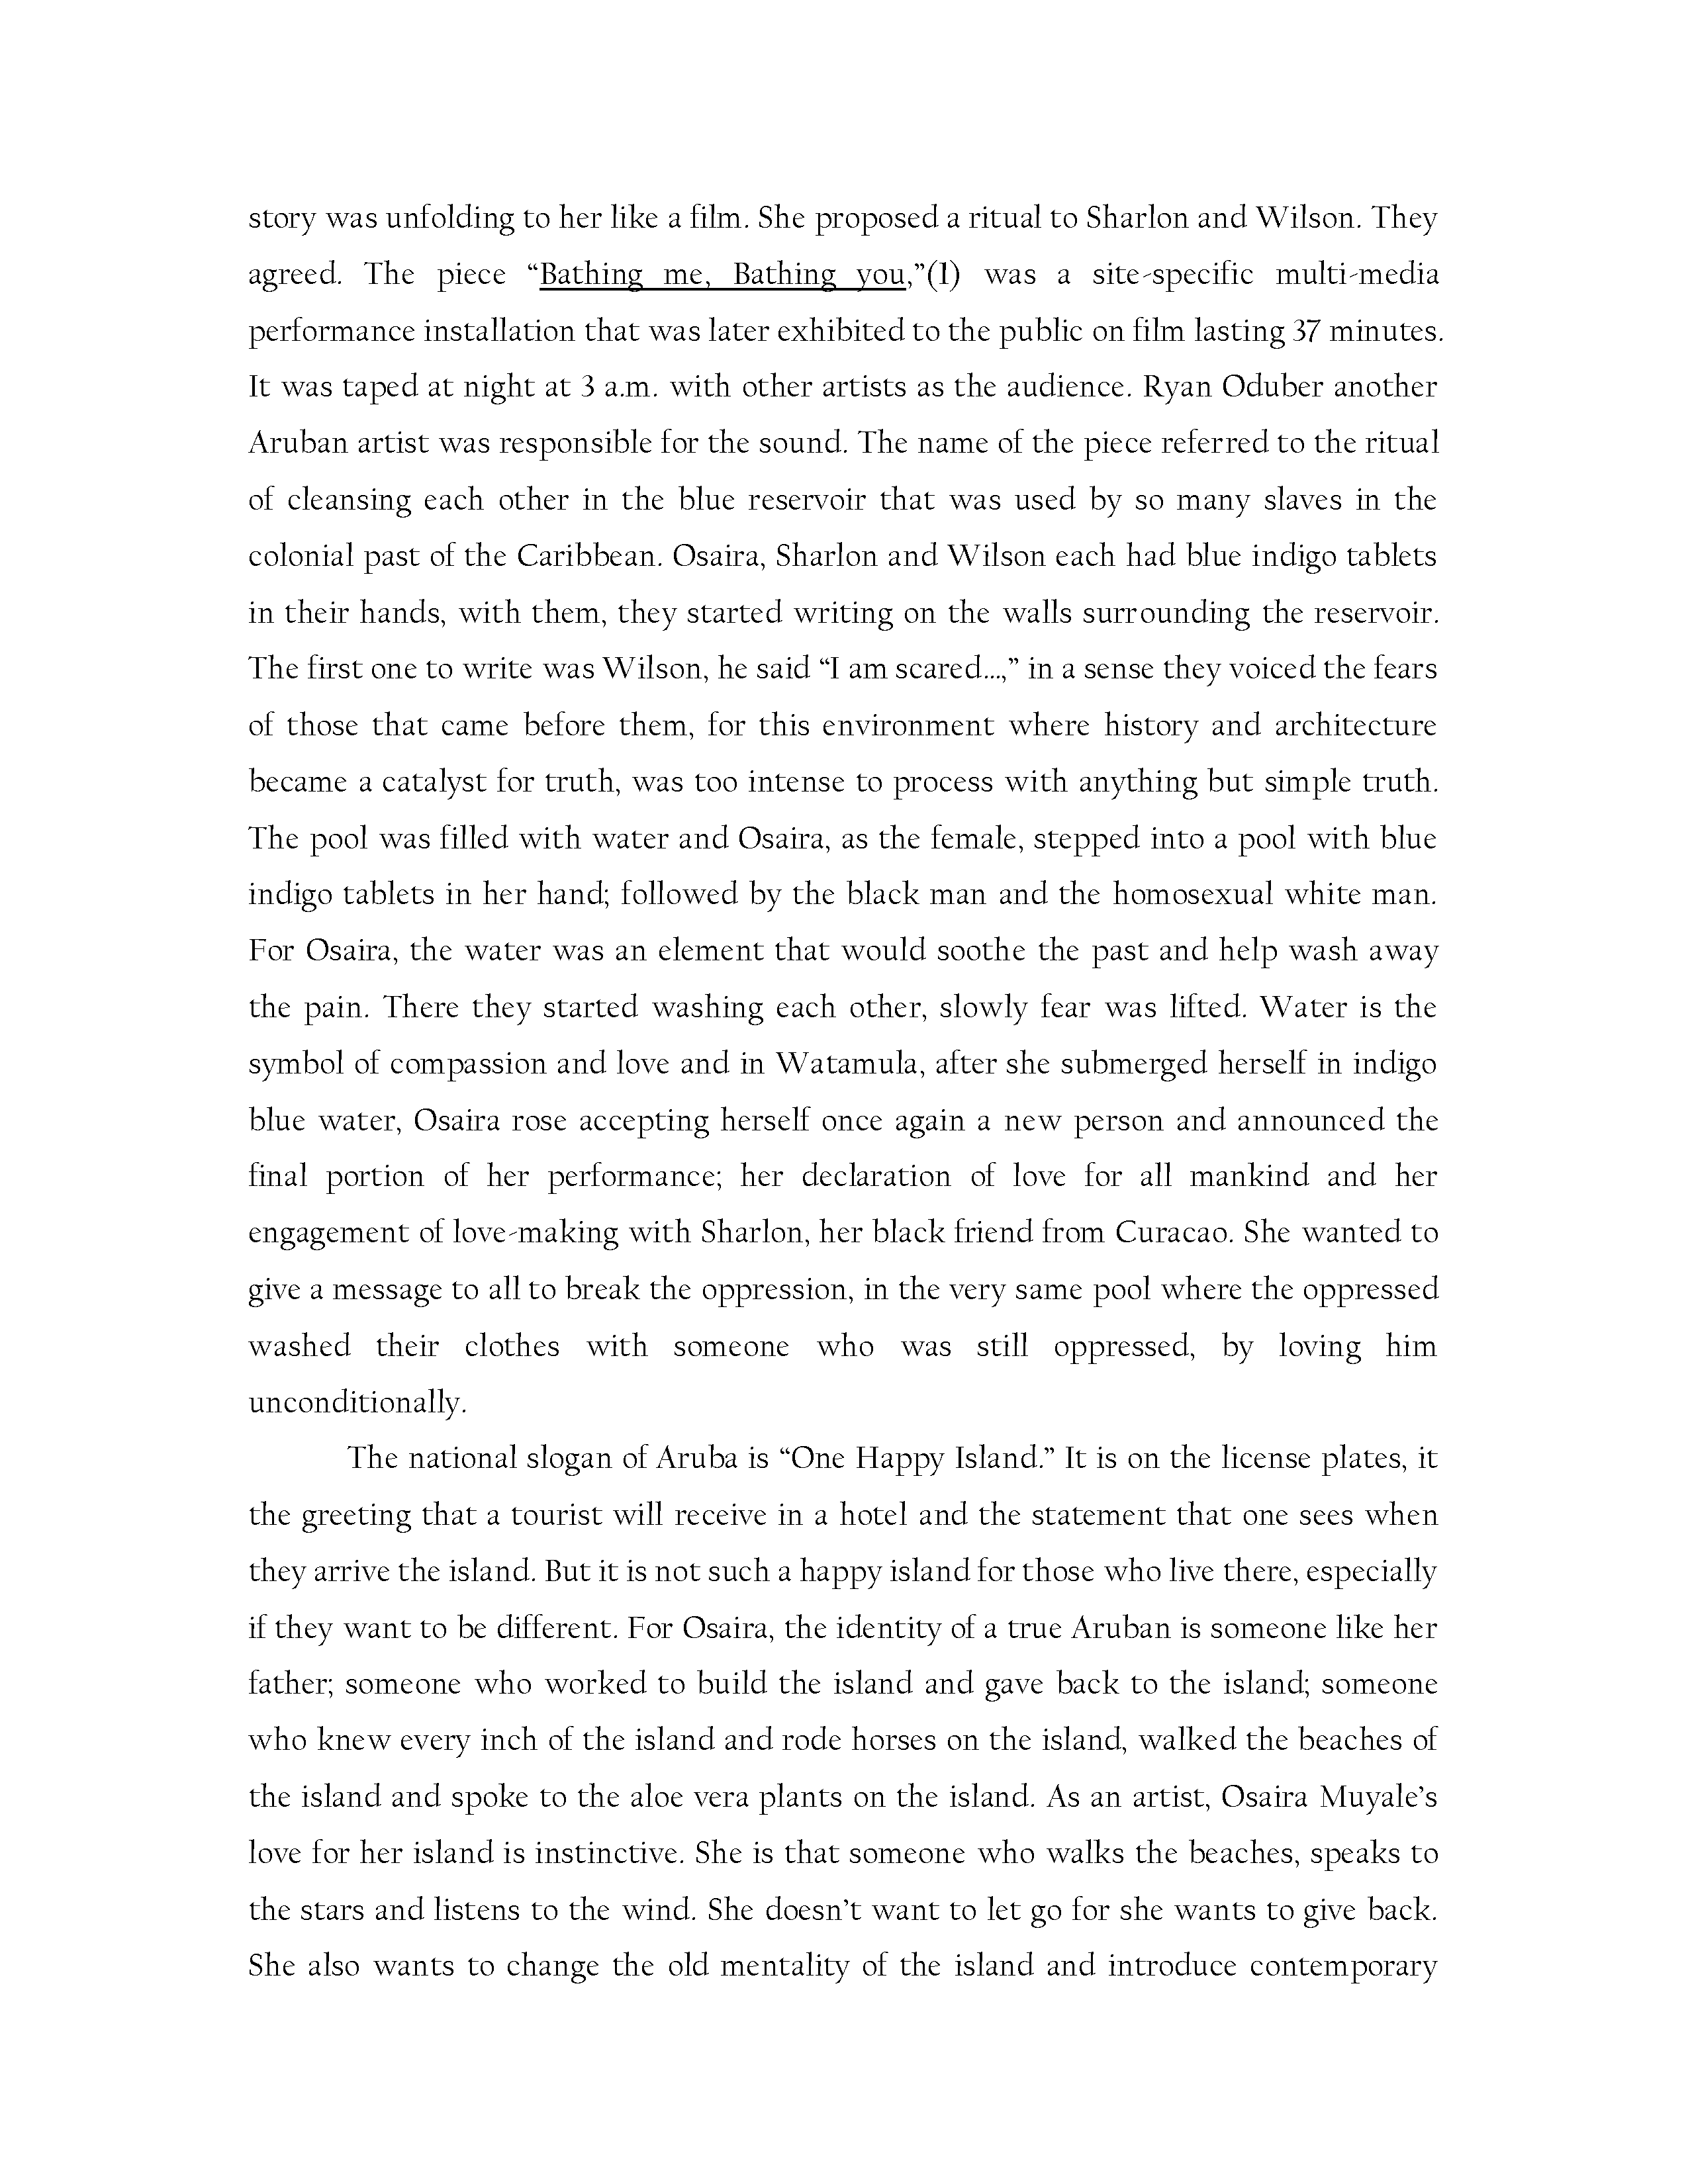 story was unfolding to her like a film. She proposed a ritual to Sharlon and Wilson. They
agreed. The piece “Bathing me, Bathing you,”(1) was a site-specific multi-media
performance installation that was later exhibited to the public on film lasting 37 minutes.
It was taped at night at 3 a.m. with other artists as the audience. Ryan Oduber another
Aruban artist was responsible for the sound. The name of the piece referred to the ritual
of cleansing each other in the blue reservoir that was used by so many slaves in the
colonial past of the Caribbean. Osaira, Sharlon and Wilson each had blue indigo tablets
in their hands, with them, they started writing on the walls surrounding the reservoir.
The first one to write was Wilson, he said “I am scared...,” in a sense they voiced the fears
of those that came before them, for this environment where history and architecture
became a catalyst for truth, was too intense to process with anything but simple truth.
The pool was filled with water and Osaira, as the female, stepped into a pool with blue
indigo tablets in her hand; followed by the black man and the homosexual white man.
For Osaira, the water was an element that would soothe the past and help wash away
the pain. There they started washing each other, slowly fear was lifted. Water is the
symbol of compassion and love and in Watamula, after she submerged herself in indigo
blue water, Osaira rose accepting herself once again a new person and announced the
final portion of her performance; her declaration of love for all mankind and her
engagement of love-making with Sharlon, her black friend from Curacao. She wanted to
give a message to all to break the oppression, in the very same pool where the oppressed
washed their clothes with someone who was still oppressed, by loving him
unconditionally.
The national slogan of Aruba is “One Happy Island.” It is on the license plates, it
the greeting that a tourist will receive in a hotel and the statement that one sees when
they arrive the island. But it is not such a happy island for those who live there, especially
if they want to be different. For Osaira, the identity of a true Aruban is someone like her
father; someone who worked to build the island and gave back to the island; someone
who knew every inch of the island and rode horses on the island, walked the beaches of
the island and spoke to the aloe vera plants on the island. As an artist, Osaira Muyale’s
love for her island is instinctive. She is that someone who walks the beaches, speaks to
the stars and listens to the wind. She doesn’t want to let go for she wants to give back.
She also wants to change the old mentality of the island and introduce contemporary